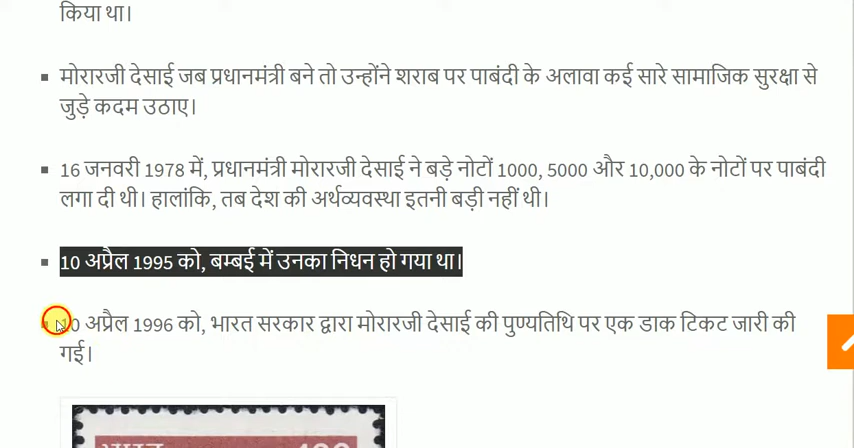 किया था।
मोरारजी देसाई जब प्रधानमंत्री बने तो उन्होंने शराब पर पाबंदी के अलावा कई सारे सामाजिक सुरक्षा से
जुड़े कदम उठाए।
16 जनवरी 1978 में, प्रधानमंत्री मोरारजी देसाई ने बड़े नोटों 1000, 5000 और 10,000 के नोटों पर पाबंदी
लगा दी थी। हालांकि, तब देश की अर्थव्यवस्था इतनी बड़ी नहीं थी।
10 अप्रैल 1995 को, बम्बई में उनका निधन हो गया था।
10 अप्रैल 1996 को, भारत सरकार द्वारा मोरारजी देसाई की पुण्यतिथि पर एक डाक टिकट जारी की
गई।